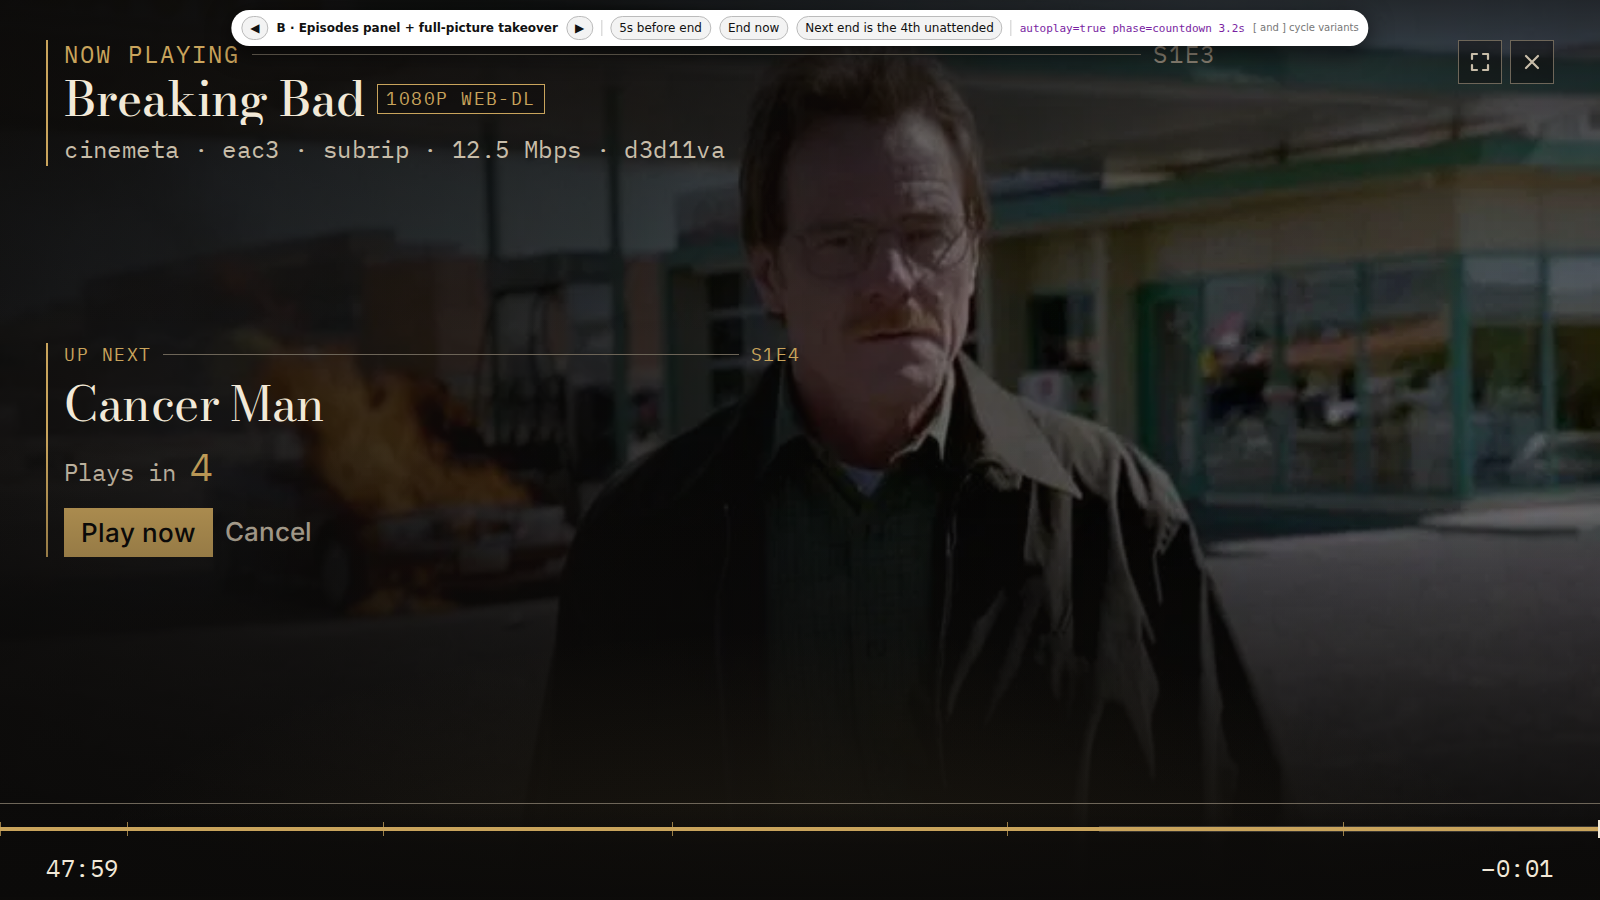 ◀ B · Episodes panel + full-picture takeover ▶ 5s before end End now Next end is the 4th unattended autoplay=true phase=countdown 3.2s [ and ] cycle variants
NOW PLAYING S1E3
Breaking Bad 1080P WEB-DL
cinemeta · eac3 · subrip · 12.5 Mbps · d3d11va
UP NEXT S1E4
Cancer Man
Plays in 4
Play now Cancel
47:59 −0:01